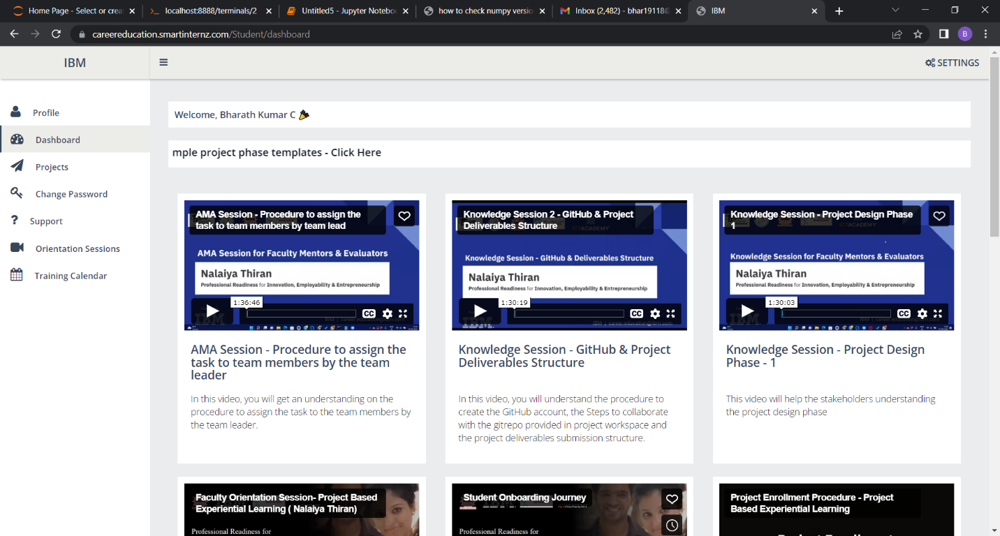 Home Page - Select or creat
localhost:8888/terminals/2
Untitled5 - Jupyter Notebo
how to check numpy versio
Inbox (2,482) - bhar19118@
IBM
careereducation.smartinternz.com/Student/dashboard
B
IBM
SETTINGS
Profile
Dashboard
Projects
Change Password
Support
Orientation Sessions
Training Calendar
Welcome, Bharath Kumar C
mple project phase templates - Click Here
AMA Session - Procedure to assign the
task to team members by team lead
AMA Session for Faculty Mentors & Evaluators
Nalaiya Thiran
Professional Readiness for Innovation, Employability & Entrepreneurship
1:36:46
CC
AMA Session - Procedure to assign the
task to team members by the team
leader
In this video, you will get an understanding on the
procedure to assign the task to the team members by
the team leader.
Knowledge Session 2 - GitHub & Project
Deliverables Structure
Knowledge Session - GitHub & Deliverables Structure
Nalaiya Thiran
Professional Readiness for Innovation, Employability & Entrepreneurship
1:30:19
CC
Knowledge Session - GitHub & Project
Deliverables Structure
In this video, you will understand the procedure to
create the GitHub account, the Steps to collaborate
with the gitrepo provided in project workspace and
the project deliverables submission structure.
Knowledge Session - Project Design Phase
1
Knowledge Session for Faculty Mentors & Evaluators
Nalaiya Thiran
Professional Readiness for Innovation, Employability & Entrepreneurship
1:30:03
CC
Knowledge Session - Project Design
Phase - 1
This video will help the stakeholders understanding
the project design phase
Faculty Orientation Session- Project Based
Experiential Learning ( Nalaiya Thiran)
Professional Readiness for
Student Onboarding Journey
Professional Readiness for
Project Enrollment Procedure - Project
Based Experiential Learning